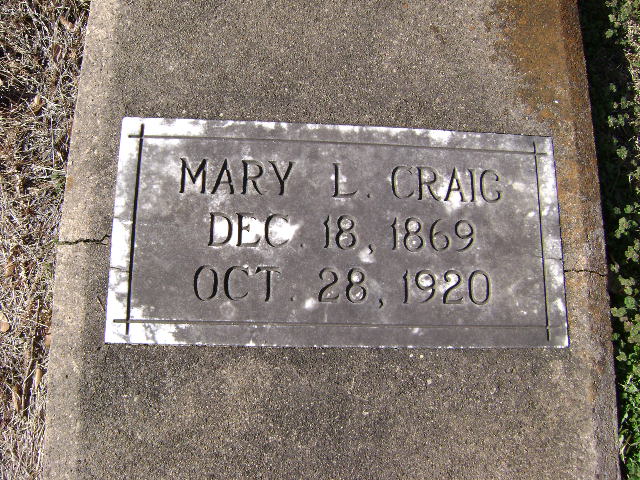 MARY L. CRAIG
DEC. 18, 1869
OCT. 28, 1920